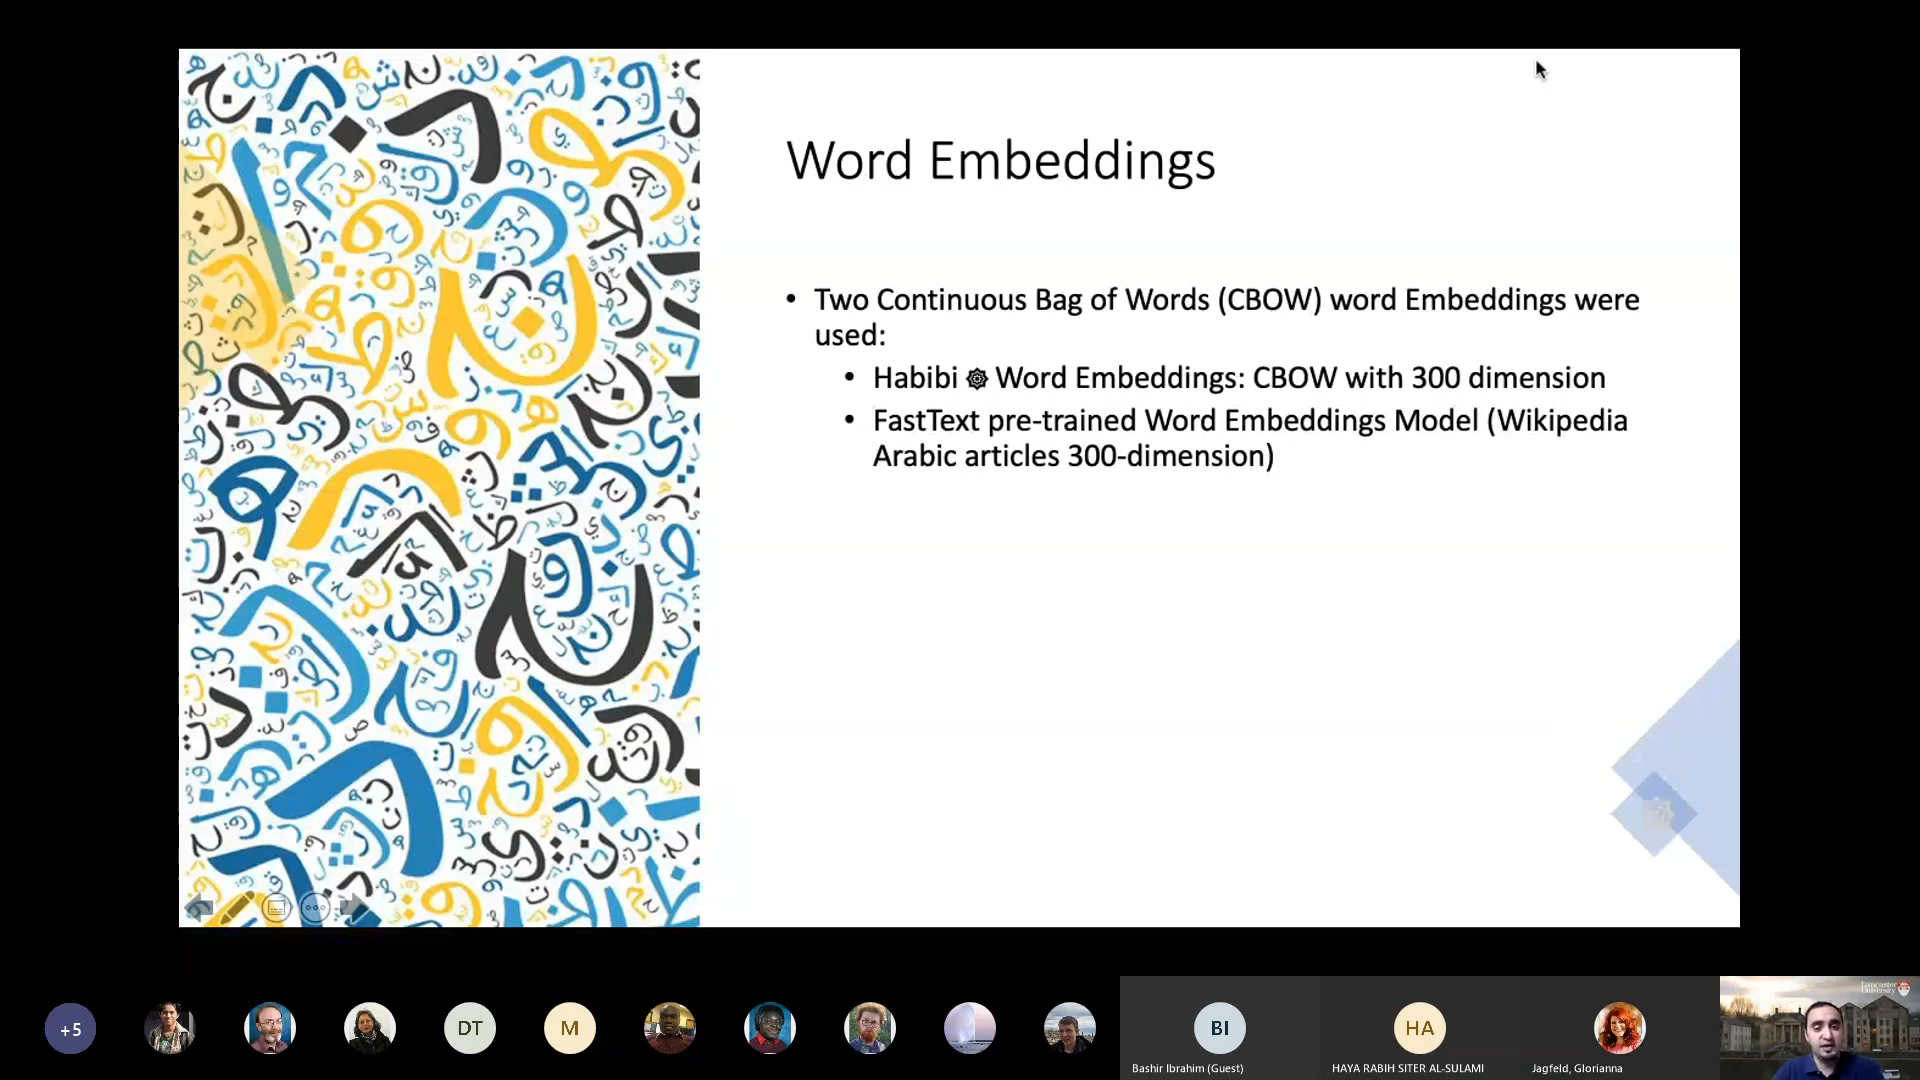 Word Embeddings
• Two Continuous Bag of Words (CBOW) word Embeddings were
used:
• Habibi ۞ Word Embeddings: CBOW with 300 dimension
• FastText pre-trained Word Embeddings Model (Wikipedia
Arabic articles 300-dimension)
+5
DT
M
BI
HA
Bashir Ibrahim (Guest)
HAYA RABIH SITER AL-SULAMI
Jagfeld, Glorianna
Lancaster
University